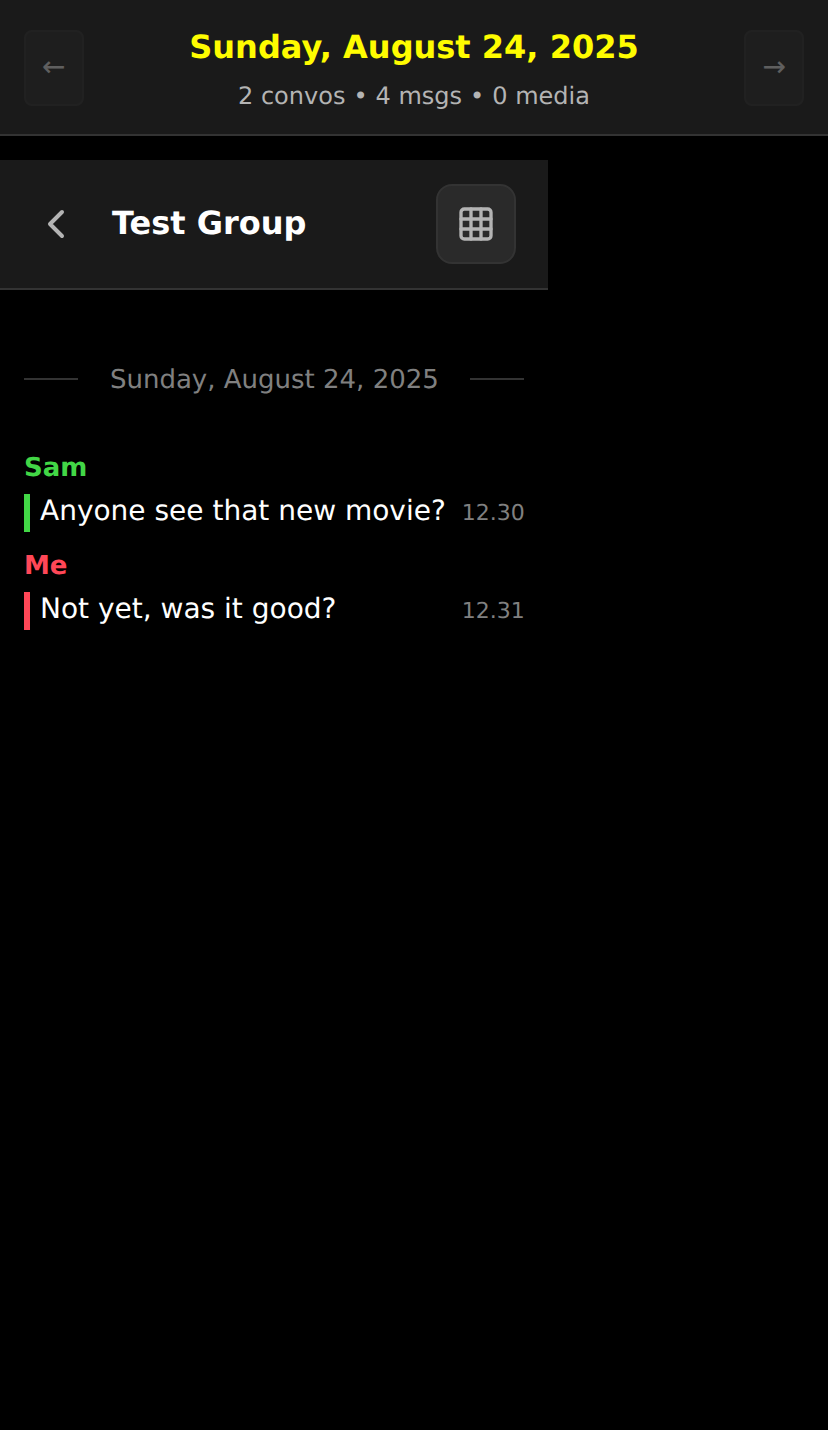 ←
Sunday, August 24, 2025
→
2 convos • 4 msgs • 0 media
Test Group
Sunday, August 24, 2025
Sam
Anyone see that new movie? 12.30
Me
Not yet, was it good? 12.31